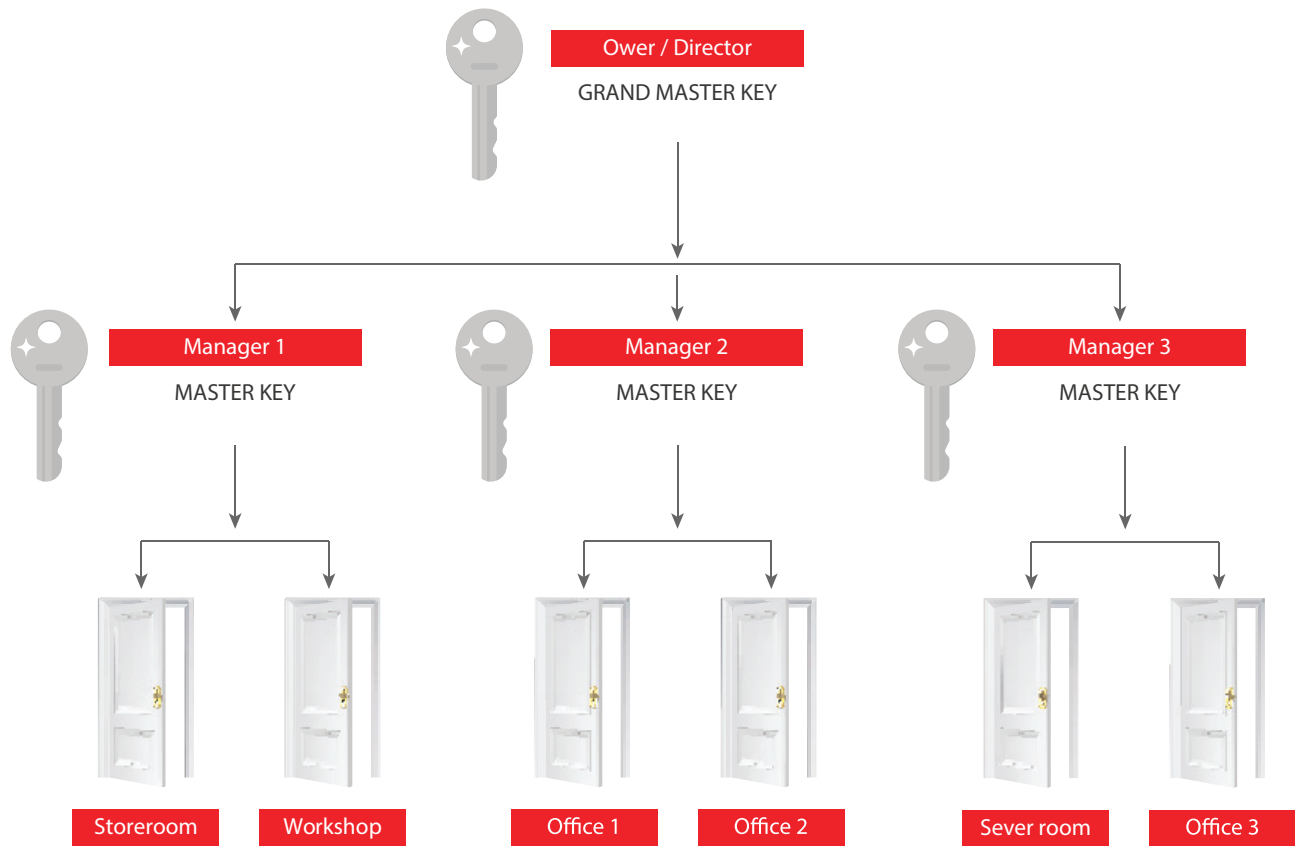 Ower / Director
GRAND MASTER KEY
Manager 1
MASTER KEY
Manager 2
MASTER KEY
Manager 3
MASTER KEY
Storeroom
Workshop
Office 1
Office 2
Sever room
Office 3